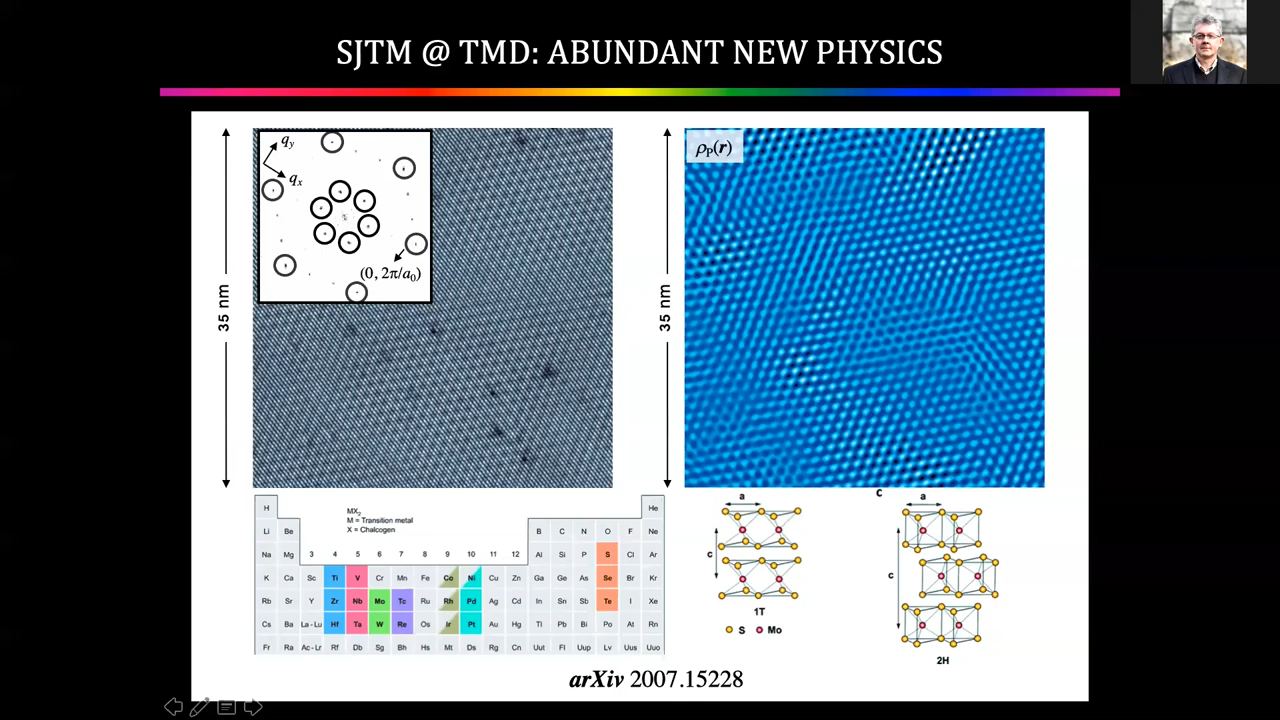 SJTM @ TMD: ABUNDANT NEW PHYSICS
qy
qx
(0, 2π/a0)
35 nm
35 nm
ρP(r)
H He
MX2
M = Transition metal
X = Chalcogen
Li Be B C N O F Ne
Na Mg 3 4 5 6 7 8 9 10 11 12 Al Si P S Cl Ar
K Ca Sc Ti V Cr Mn Fe Co Ni Cu Zn Ga Ge As Se Br Kr
Rb Sr Y Zr Nb Mo Tc Ru Rh Pd Ag Cd In Sn Sb Te I Xe
Cs Ba La - Lu Hf Ta W Re Os Ir Pt Au Hg Tl Pb Bi Po At Rn
Fr Ra Ac - Lr Rf Db Sg Bh Hs Mt Ds Rg Cn Uut Fl Uup Lv Uus Uuo
a
c
1T
S Mo
C
a
c
2H
arXiv 2007.15228